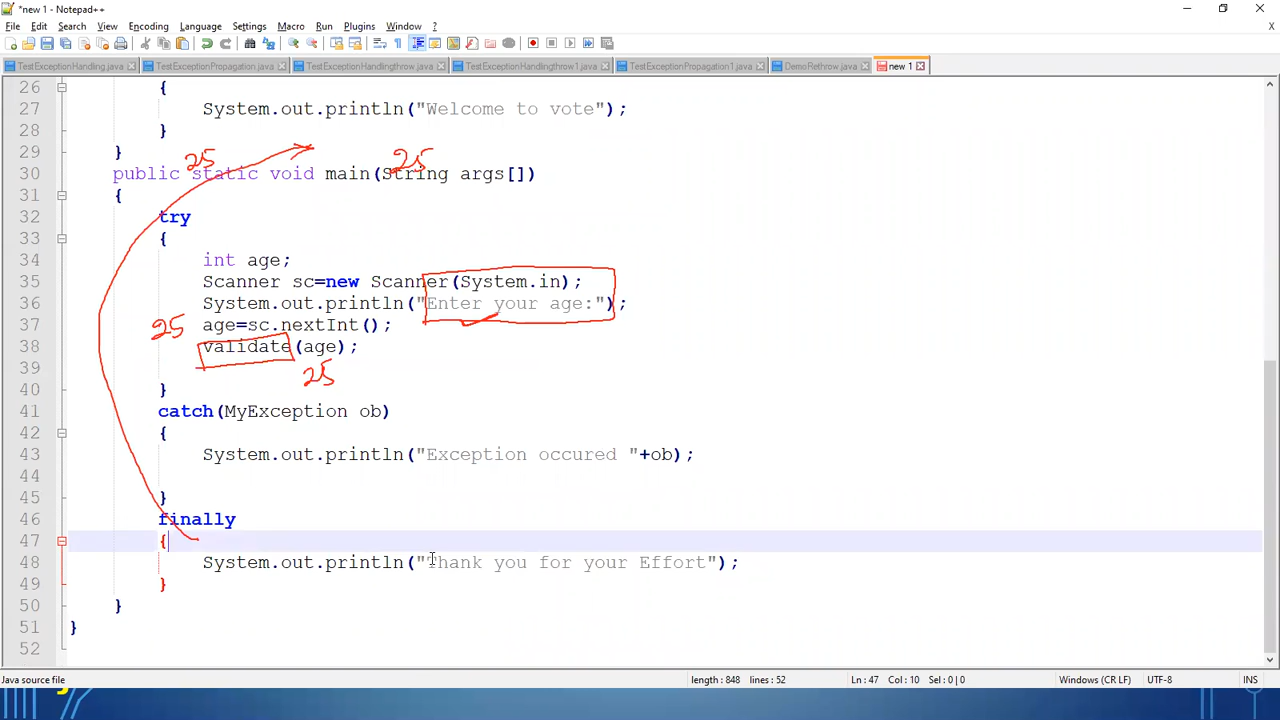 *new 1 - Notepad++
File Edit Search View Encoding Language Settings Macro Run Plugins Window ?
TestExceptionHandling.java TestExceptionPropagation.java TestExceptionHandlingthrow.java TestExceptionHandlingthrow1.java TestExceptionPropagation1.java DemoRethrow.java new 1
26 {
27 System.out.println("Welcome to vote");
28 }
29 }
25 25
30 public static void main(String args[])
31 {
32 try
33 {
34 int age;
35 Scanner sc=new Scanner(System.in);
36 System.out.println("Enter your age:");
25
37 age=sc.nextInt();
38 validate(age);
39
25
40 }
41 catch(MyException ob)
42 {
43 System.out.println("Exception occured "+ob);
44
45 }
46 finally
47 {
48 System.out.println("Thank you for your Effort");
49 }
50 }
51 }
52
Java source file length : 848 lines : 52 Ln : 47 Col : 10 Sel : 0 | 0 Windows (CR LF) UTF-8 INS